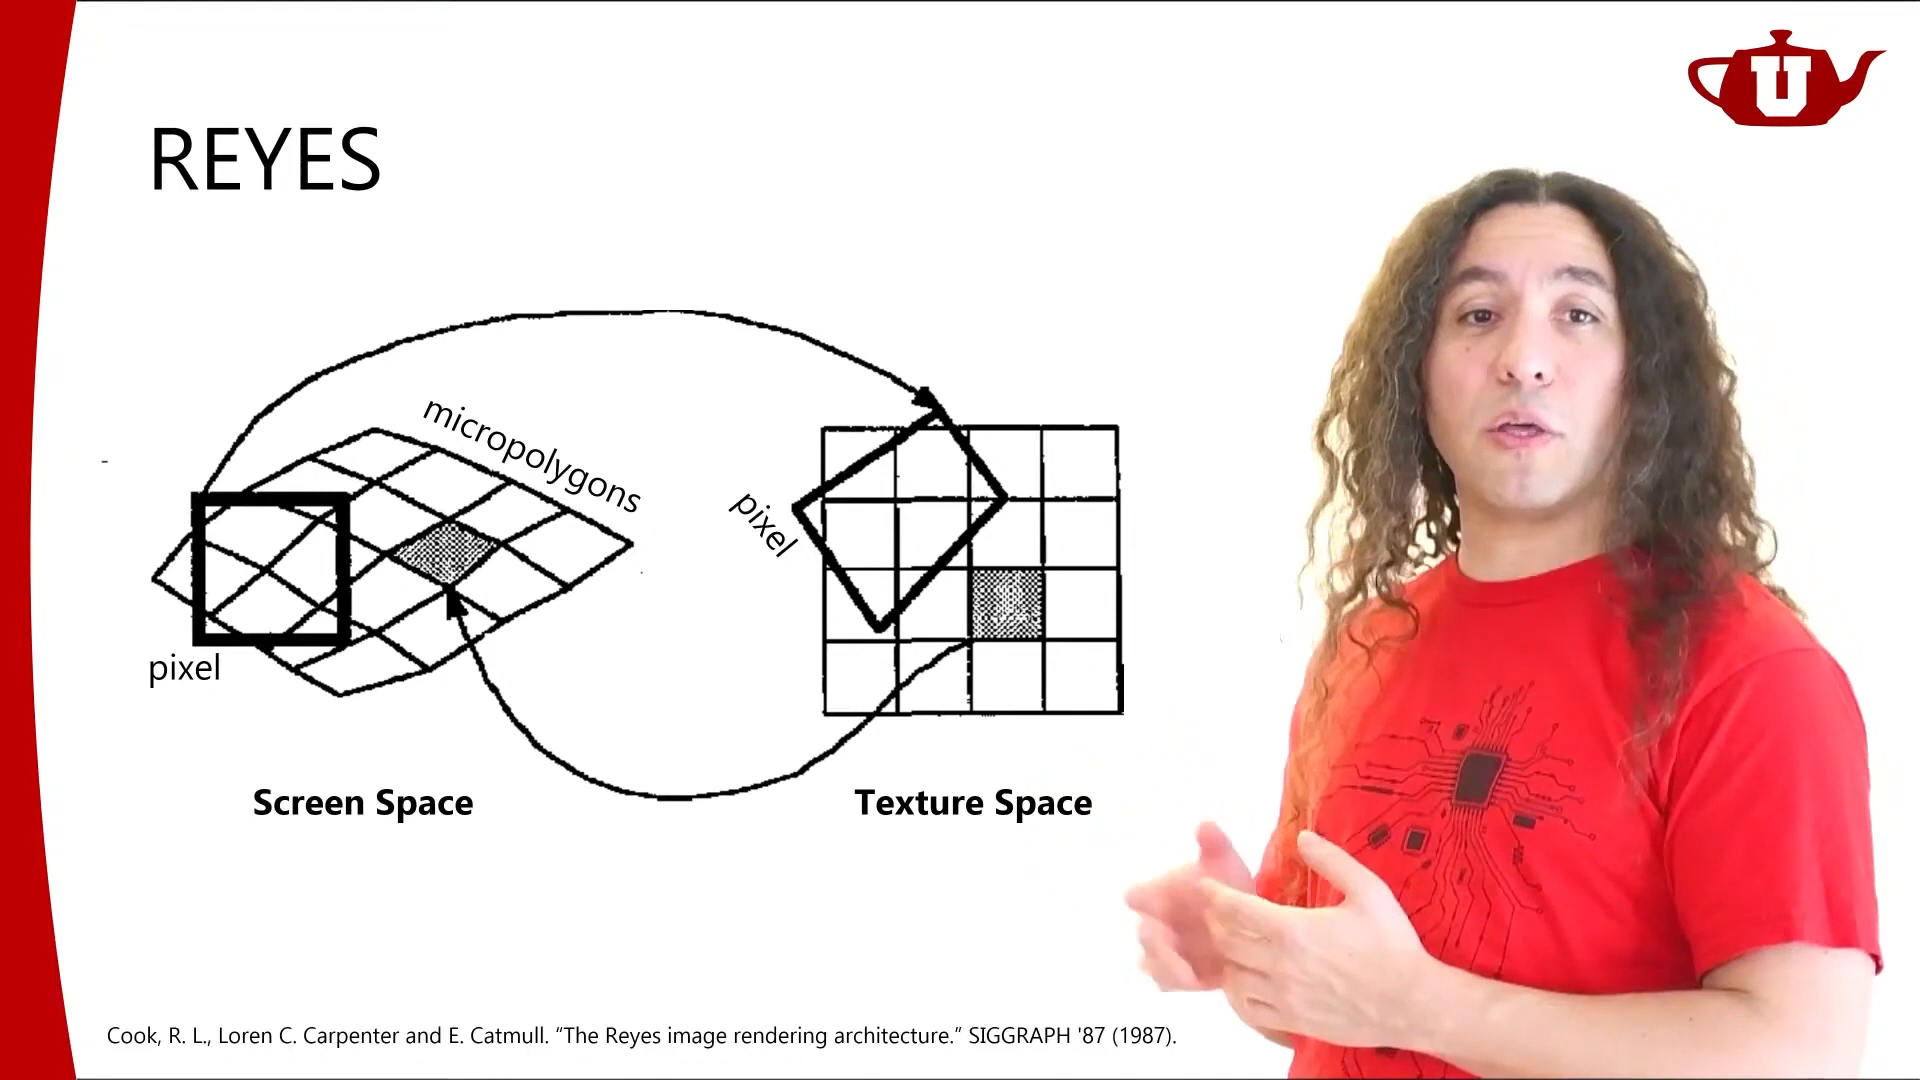 U
REYES
micropolygons
pixel
pixel
Screen Space
Texture Space
Cook, R. L., Loren C. Carpenter and E. Catmull. “The Reyes image rendering architecture.” SIGGRAPH '87 (1987).